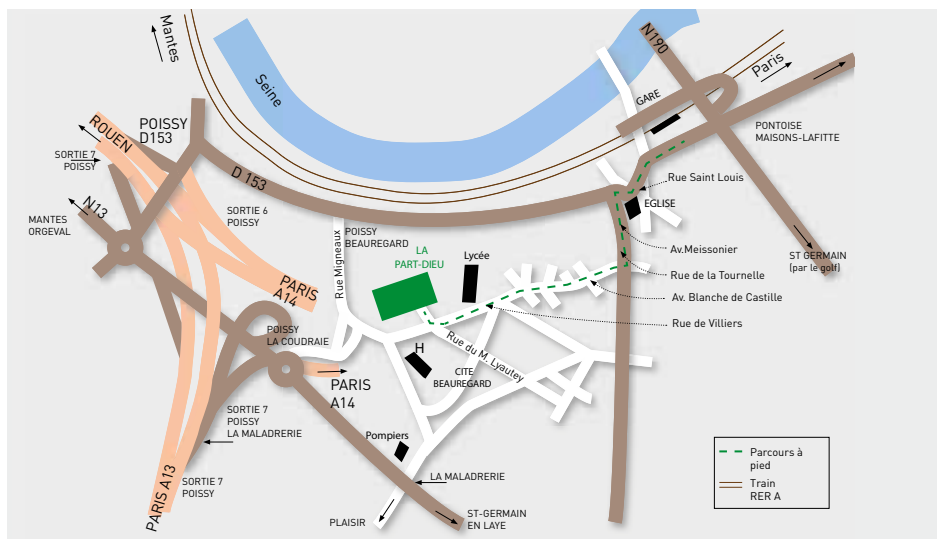 Mantes
Seine
N190
Paris
GARE
PONTOISE
MAISONS-LAFITTE
ROUEN
POISSY
D153
SORTIE 7
POISSY
D 153
Rue Saint Louis
EGLISE
N13
MANTES
ORGEVAL
SORTIE 6
POISSY
POISSY
BEAUREGARD
Rue Migneaux
LA
PART-DIEU
Lycée
Av.Meissonier
ST GERMAIN
(par le golf)
Rue de la Tournelle
PARIS
A14
Av. Blanche de Castille
Rue de Villiers
POISSY
LA COUDRAIE
H
Rue du M. Lyautey
CITE
BEAUREGARD
PARIS
A14
SORTIE 7
POISSY
LA MALADRERIE
Pompiers
PARIS A13
SORTIE 7
POISSY
LA MALADRERIE
PLAISIR
ST-GERMAIN
EN LAYE
Parcours à
pied
Train
RER A